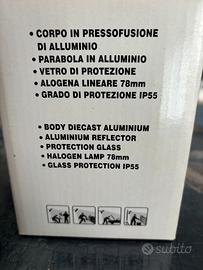 • CORPO IN PRESSOFUSIONE
DI ALLUMINIO
• PARABOLA IN ALLUMINIO
• VETRO DI PROTEZIONE
• ALOGENA LINEARE 78mm
• GRADO DI PROTEZIONE IP55
• BODY DIECAST ALUMINIUM
• ALUMINIUM REFLECTOR
• PROTECTION GLASS
• HALOGEN LAMP 78mm
• GLASS PROTECTION IP55
subito